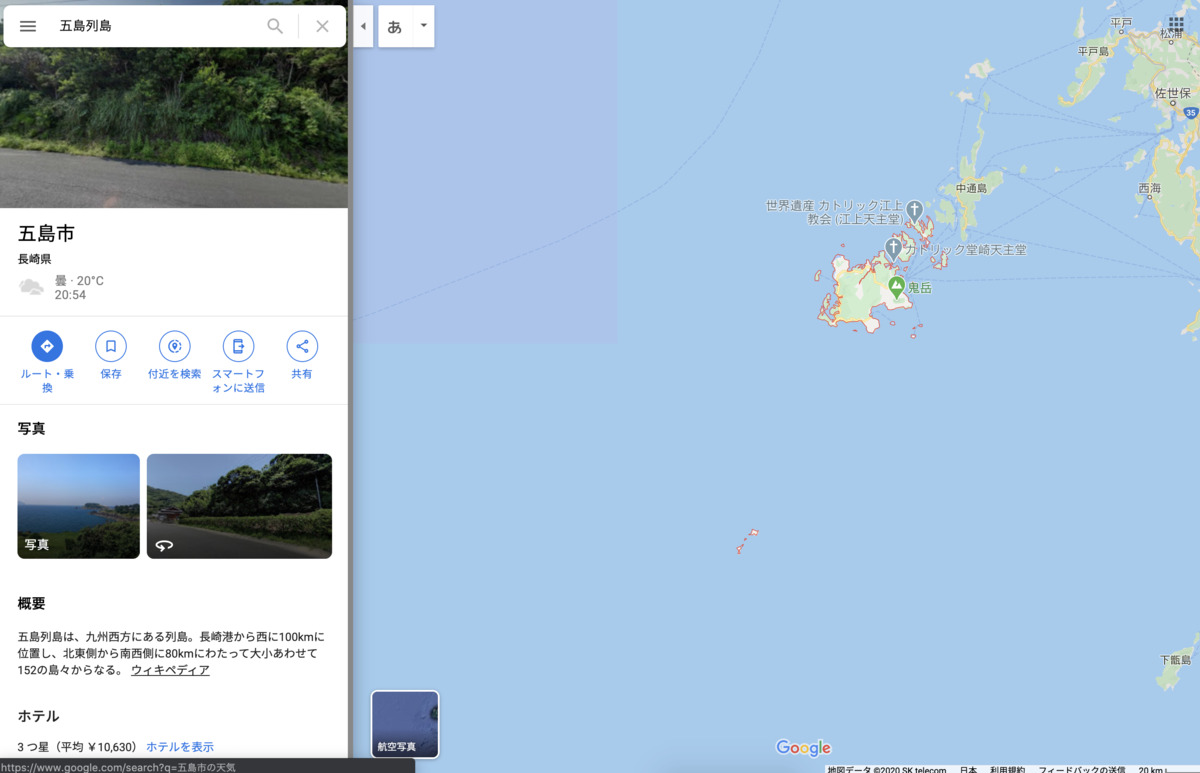 五島列島
五島市
長崎県
曇 · 20°C
20:54
ルート・乗
換
保存
付近を検索
スマートフ
ォンに送信
共有
写真
写真
概要
五島列島は、九州西方にある列島。長崎港から西に100kmに
位置し、北東側から南西側に80kmにわたって大小あわせて
152の島々からなる。 ウィキペディア
ホテル
3 つ星（平均 ￥10,630） ホテルを表示
https://www.google.com/search?q=五島市の天気
あ
平戸
松浦
平戸島
佐世保
35
西海
中通島
世界遺産 カトリック江上
教会 (江上天主堂)
カトリック堂崎天主堂
鬼岳
下甑島
航空写真
Google
地図データ ©2020 SK telecom 日本 利用規約 フィードバックの送信 20 km